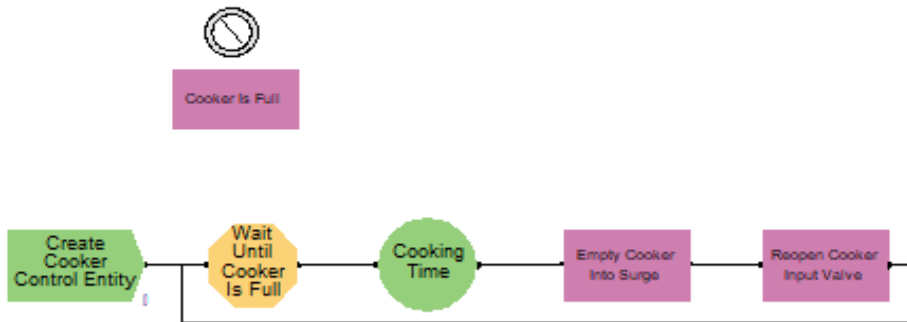 Cooker Is Full
Create
Cooker
Control Entity
Wait
Until
Cooker
Is Full
Cooking
Time
Empty Cooker
Into Surge
Reopen Cooker
Input Valve